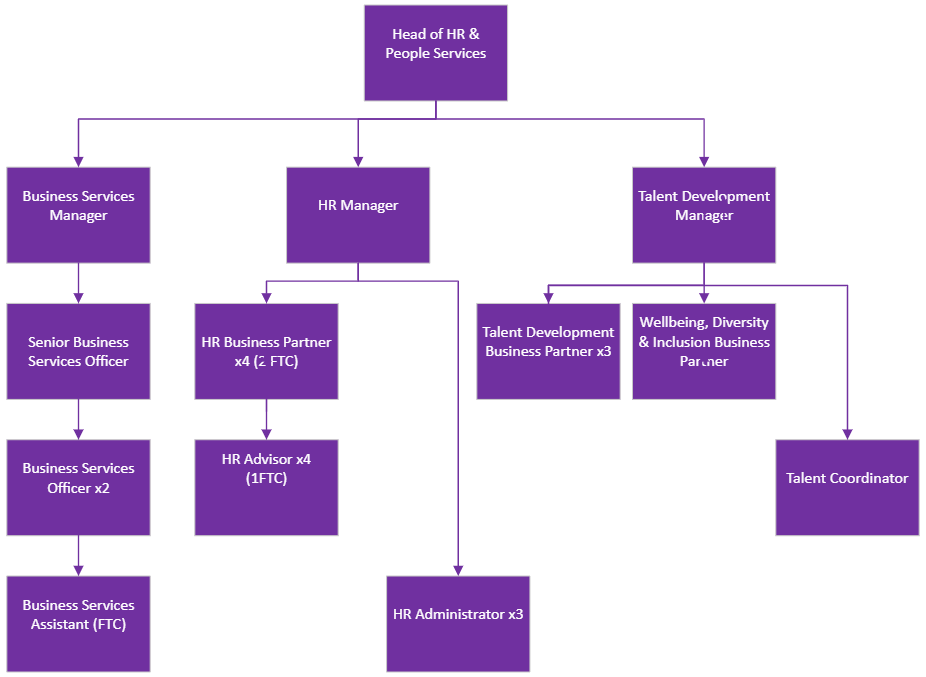 Head of HR &
People Services
Business Services
Manager
HR Manager
Talent Development
Manager
Senior Business
Services Officer
HR Business Partner
x4 (2 FTC)
Talent Development
Business Partner x3
Wellbeing, Diversity
& Inclusion Business
Partner
Business Services
Officer x2
HR Advisor x4
(1FTC)
Talent Coordinator
Business Services
Assistant (FTC)
HR Administrator x3